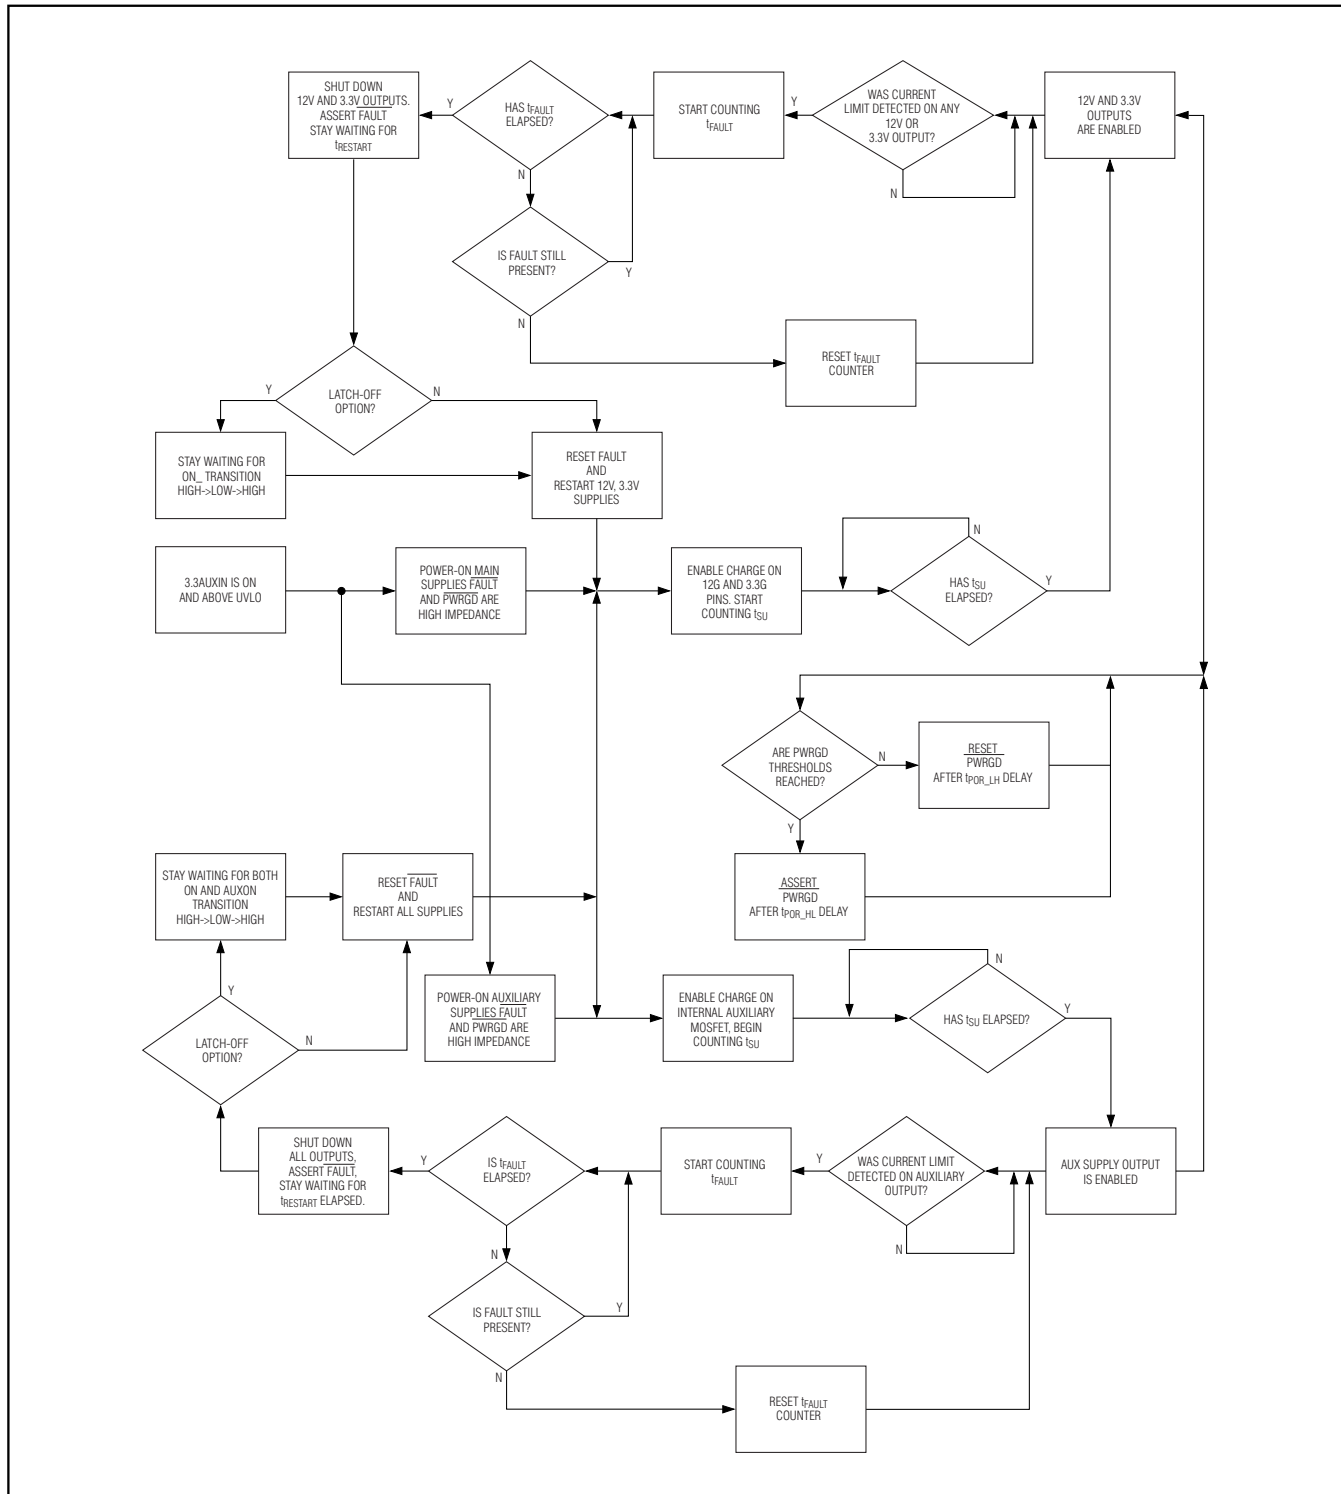 SHUT DOWN
12V AND 3.3V OUTPUTS.
ASSERT FAULT
STAY WAITING FOR
tRESTART
Y
HAS tFAULT
ELAPSED?
N
START COUNTING
tFAULT
Y
WAS CURRENT
LIMIT DETECTED ON ANY
12V OR
3.3V OUTPUT?
N
12V AND 3.3V
OUTPUTS
ARE ENABLED
IS FAULT STILL
PRESENT?
Y
N
RESET tFAULT
COUNTER
Y
LATCH-OFF
OPTION?
N
STAY WAITING FOR
ON_ TRANSITION
HIGH->LOW->HIGH
RESET FAULT
AND
RESTART 12V, 3.3V
SUPPLIES
3.3AUXIN IS ON
AND ABOVE UVLO
POWER-ON MAIN
SUPPLIES FAULT
AND PWRGD ARE
HIGH IMPEDANCE
ENABLE CHARGE ON
12G AND 3.3G
PINS. START
COUNTING tSU
N
HAS tSU
ELAPSED?
Y
ARE PWRGD
THRESHOLDS
REACHED?
N
RESET
PWRGD
AFTER tPOR_LH DELAY
Y
ASSERT
PWRGD
AFTER tPOR_HL DELAY
STAY WAITING FOR BOTH
ON AND AUXON
TRANSITION
HIGH->LOW->HIGH
RESET FAULT
AND
RESTART ALL SUPPLIES
Y
LATCH-OFF
OPTION?
N
POWER-ON AUXILIARY
SUPPLIES FAULT
AND PWRGD ARE
HIGH IMPEDANCE
ENABLE CHARGE ON
INTERNAL AUXILIARY
MOSFET, BEGIN
COUNTING tSU
N
HAS tSU ELAPSED?
Y
SHUT DOWN
ALL OUTPUTS,
ASSERT FAULT,
STAY WAITING FOR
tRESTART ELAPSED.
Y
IS tFAULT
ELAPSED?
N
START COUNTING
tFAULT
Y
WAS CURRENT LIMIT
DETECTED ON AUXILIARY
OUTPUT?
N
AUX SUPPLY OUTPUT
IS ENABLED
IS FAULT STILL
PRESENT?
Y
N
RESET tFAULT
COUNTER